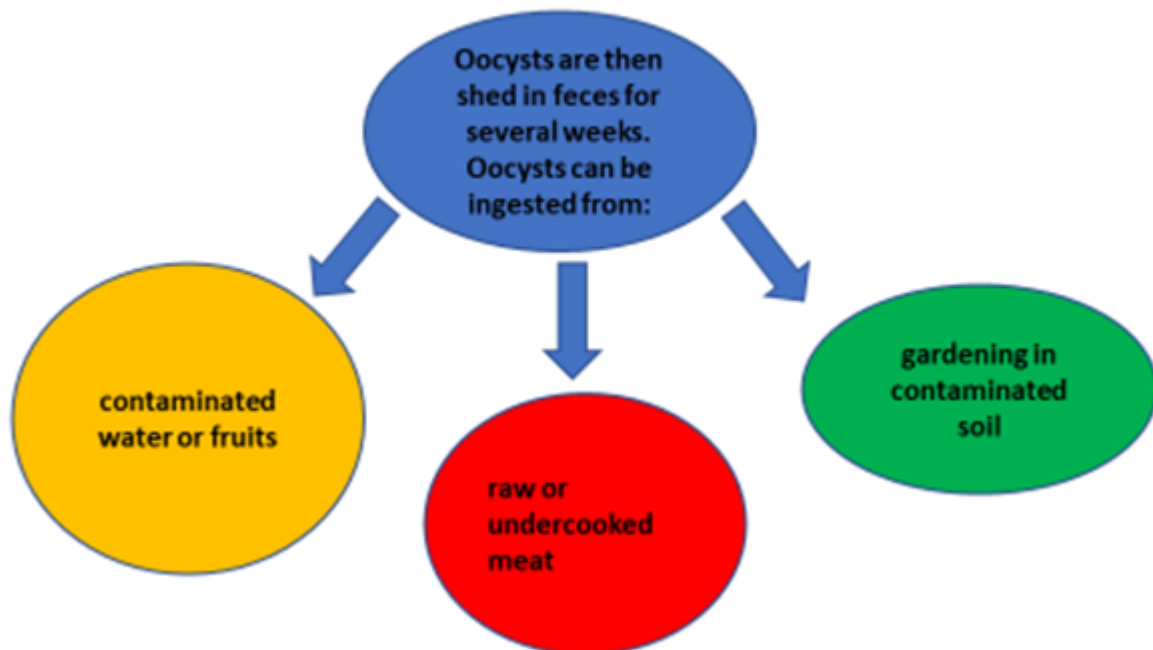 Oocysts are then
shed in feces for
several weeks.
Oocysts can be
ingested from:
contaminated
water or fruits
raw or
undercooked
meat
gardening in
contaminated
soil